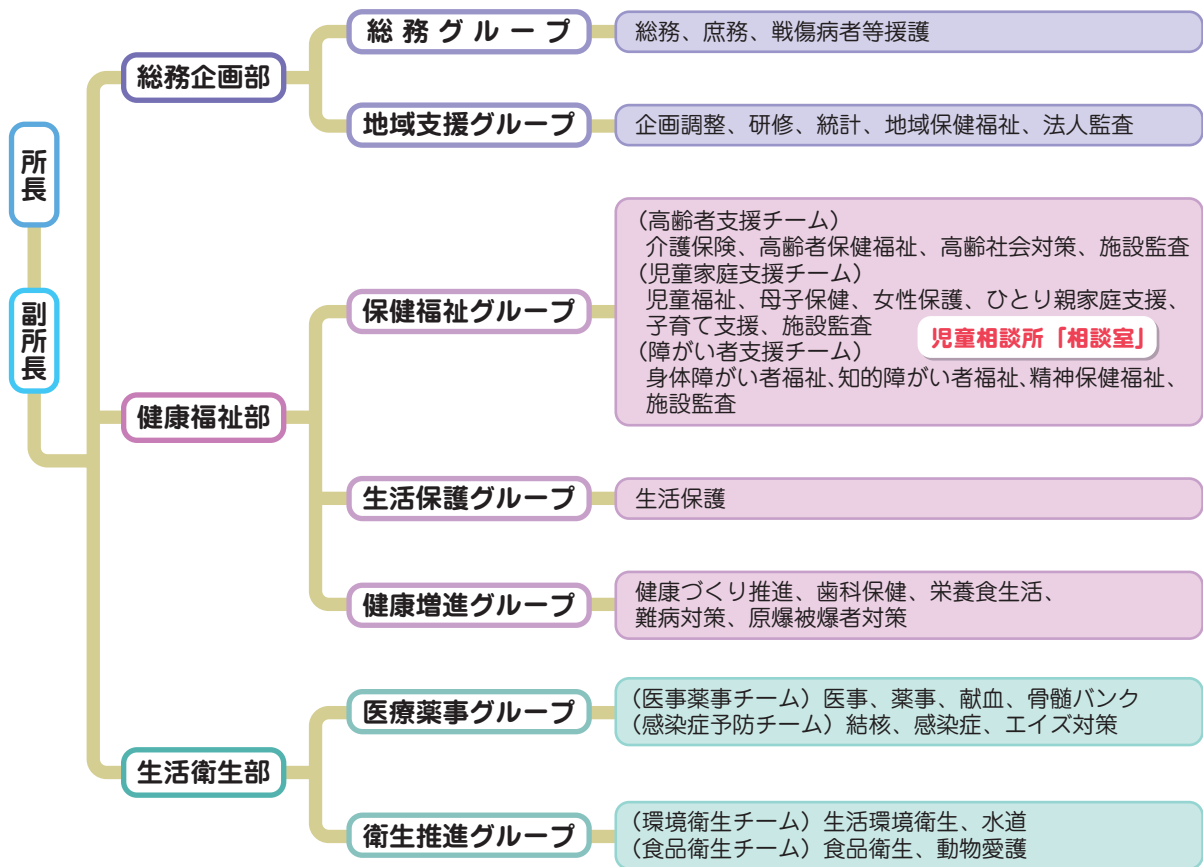 所長
副所長
総務企画部
総務グループ
総務、庶務、戦傷病者等援護
地域支援グループ
企画調整、研修、統計、地域保健福祉、法人監査
健康福祉部
保健福祉グループ
（高齢者支援チーム）
介護保険、高齢者保健福祉、高齢社会対策、施設監査
（児童家庭支援チーム）
児童福祉、母子保健、女性保護、ひとり親家庭支援、
子育て支援、施設監査
児童相談所「相談室」
（障がい者支援チーム）
身体障がい者福祉、知的障がい者福祉、精神保健福祉、
施設監査
生活保護グループ
生活保護
健康増進グループ
健康づくり推進、歯科保健、栄養食生活、
難病対策、原爆被爆者対策
生活衛生部
医療薬事グループ
（医事薬事チーム）医事、薬事、献血、骨髄バンク
（感染症予防チーム）結核、感染症、エイズ対策
衛生推進グループ
（環境衛生チーム）生活環境衛生、水道
（食品衛生チーム）食品衛生、動物愛護